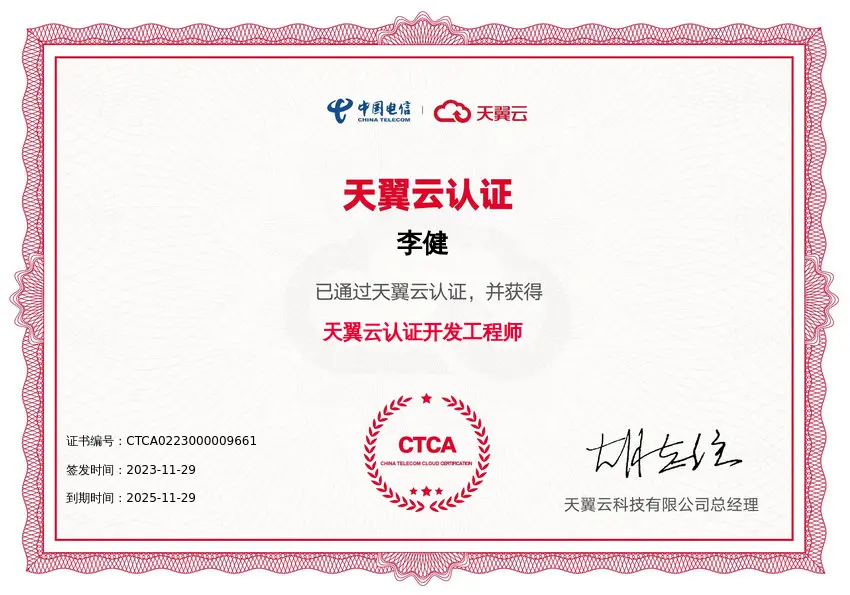 中国电信
CHINA TELECOM
天翼云
天翼云认证
李健
已通过天翼云认证，并获得
天翼云认证开发工程师
CTCA
CHINA TELECOM CLOUD CERTIFICATION
证书编号：CTCA0223000009661
签发时间：2023-11-29
到期时间：2025-11-29
天翼云科技有限公司总经理